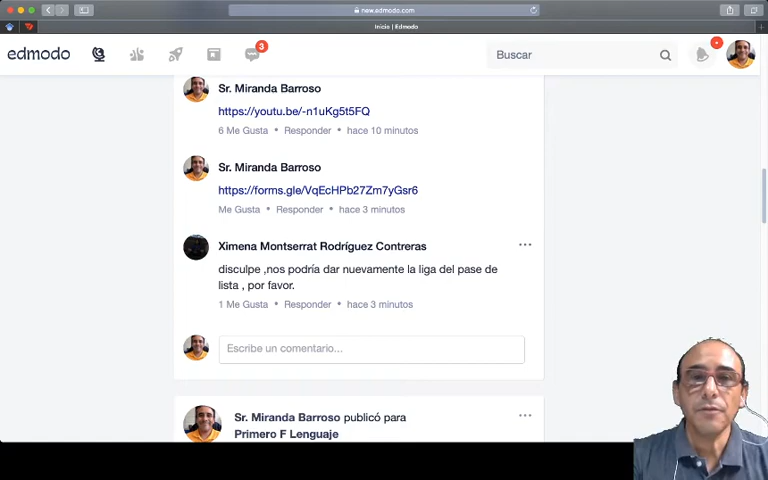 new.edmodo.com
Inicio | Edmodo
edmodo
3
Buscar
Sr. Miranda Barroso
https://youtu.be/-n1uKg5t5FQ
6 Me Gusta • Responder • hace 10 minutos
Sr. Miranda Barroso
https://forms.gle/VqEcHPb27Zm7yGsr6
Me Gusta • Responder • hace 3 minutos
Ximena Montserrat Rodríguez Contreras
disculpe ,nos podría dar nuevamente la liga del pase de
lista , por favor.
1 Me Gusta • Responder • hace 3 minutos
Escribe un comentario...
Sr. Miranda Barroso publicó para
Primero F Lenguaje